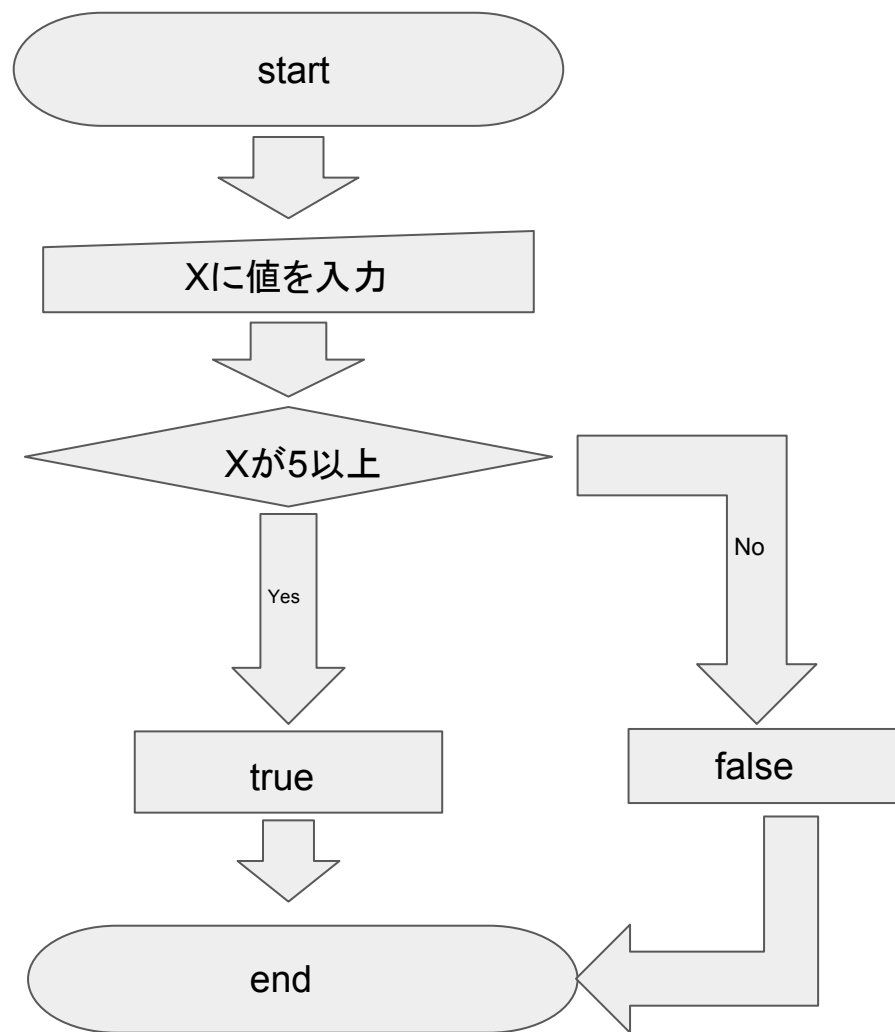 start
Xに値を入力
Xが5以上
No
Yes
true
false
end